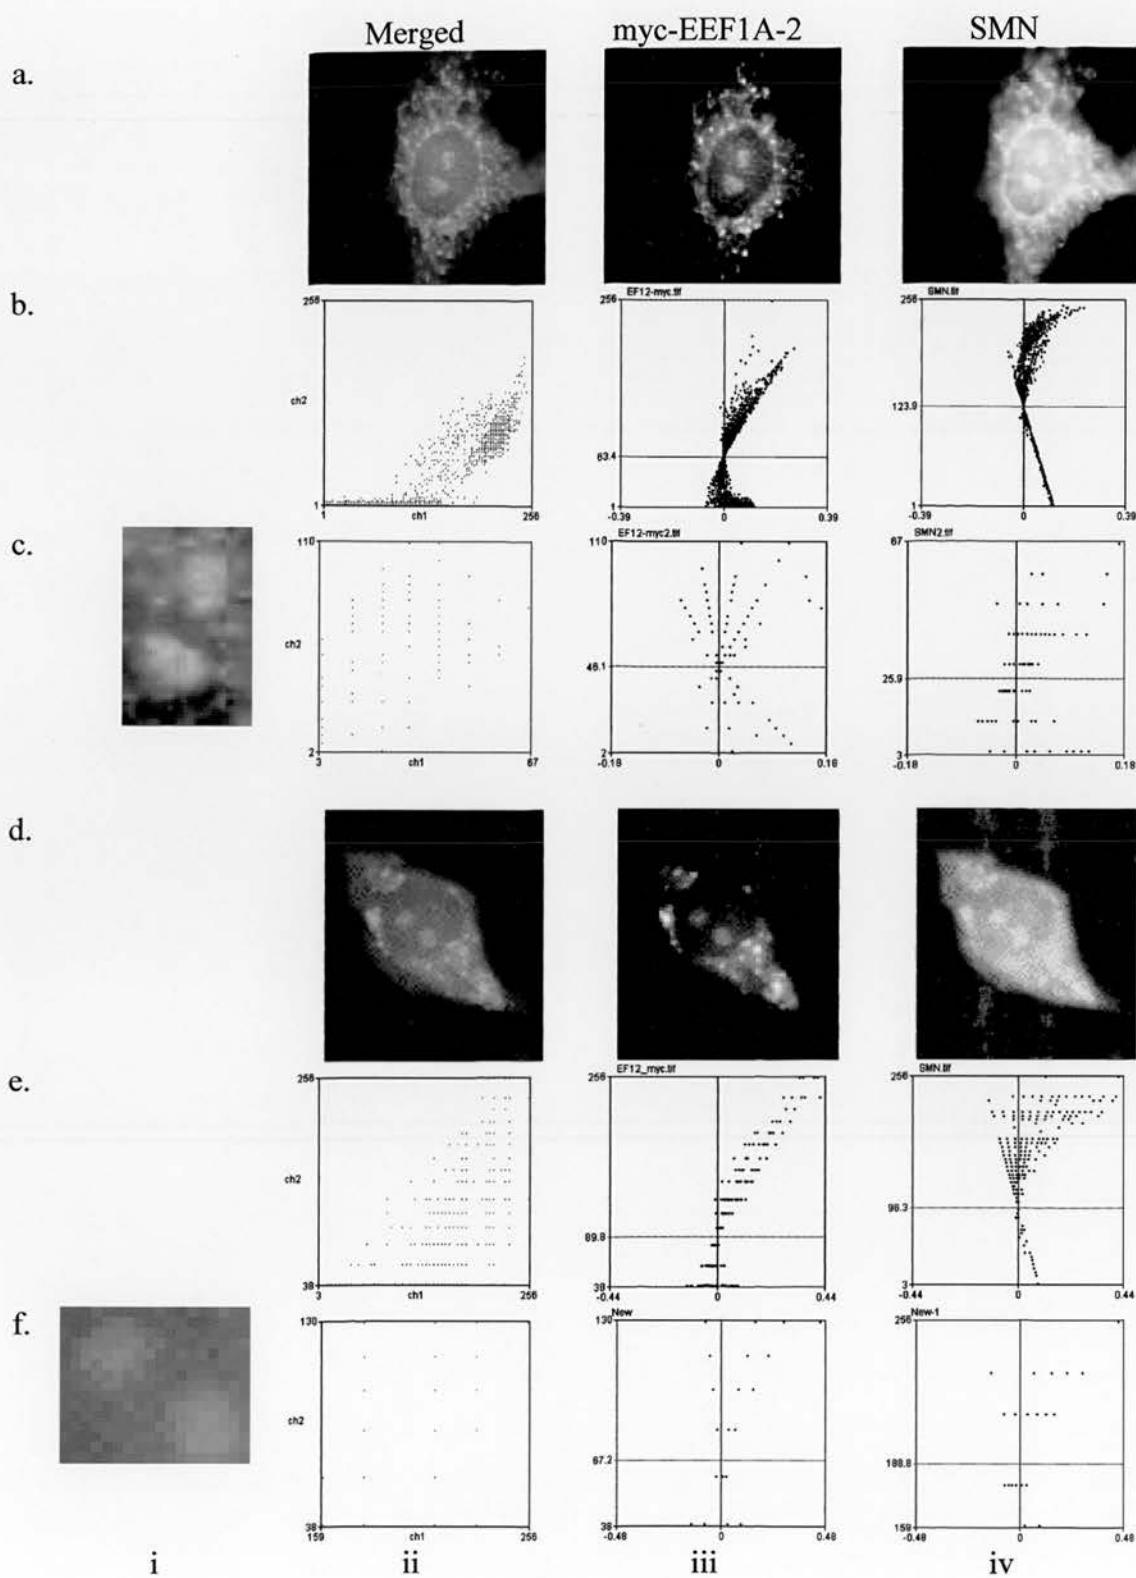 Merged myc-EEF1A-2 SMN
a.
b.
EF12-myc.tif SMN.tif
256 256 256
ch2 123.9
63.4
1 1 1
1 ch1 256 -0.39 0 0.39 -0.39 0 0.39
c.
EF12-myc2.tif SMN2.tif
110 110 67
ch2 46.1 25.9
2 2 3
3 ch1 67 -0.18 0 0.18 -0.18 0 0.18
d.
e.
EF12_myc.tif SMN.tif
256 256 256
ch2 98.3
89.8
38 38 3
3 ch1 256 -0.44 0 0.44 -0.44 0 0.44
f.
New New-1
130 130 256
ch2 67.2 188.8
38 38 159
159 ch1 256 -0.48 0 0.48 -0.48 0 0.48
i ii iii iv